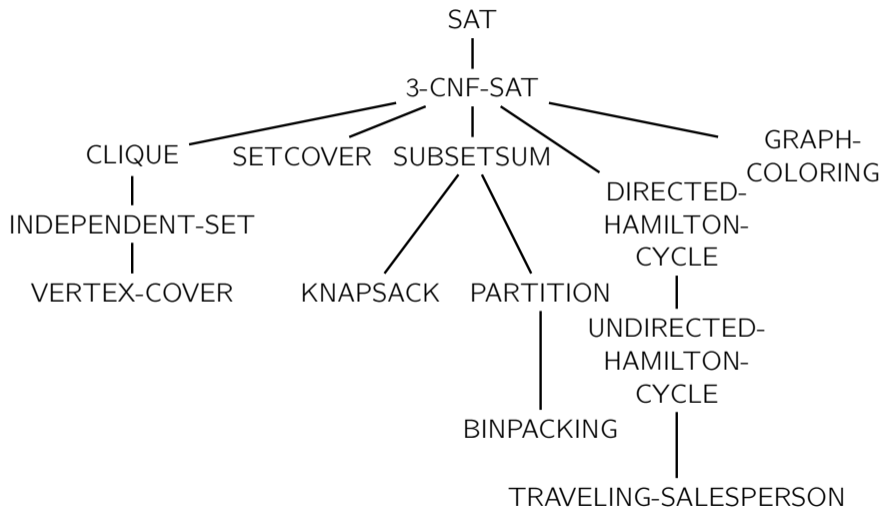 SAT
3-CNF-SAT
CLIQUE
SETCOVER
SUBSETSUM
GRAPH-
COLORING
DIRECTED-
HAMILTON-
CYCLE
INDEPENDENT-SET
VERTEX-COVER
KNAPSACK
PARTITION
UNDIRECTED-
HAMILTON-
CYCLE
BINPACKING
TRAVELING-SALESPERSON